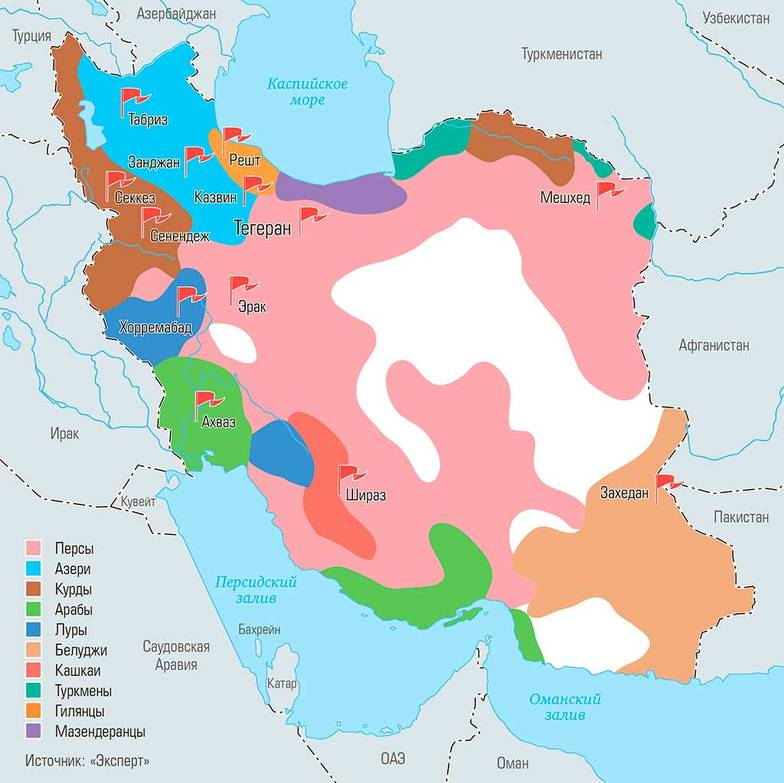 Азербайджан
Узбекистан
Турция
Туркменистан
Каспийское
море
Табриз
Занджан
Решт
Секкез
Казвин
Мешхед
Сенендеж
Тегеран
Эрак
Хорремабад
Афганистан
Ахваз
Ирак
Захедан
Шираз
Кувейт
Пакистан
Персы
Азери
Курды
Арабы
Луры
Белуджи
Кашкаи
Туркмены
Гилянцы
Мазендеранцы
Персидский
залив
Бахрейн
Саудовская
Аравия
Катар
Оманский
залив
ОАЭ
Оман
Источник: «Эксперт»